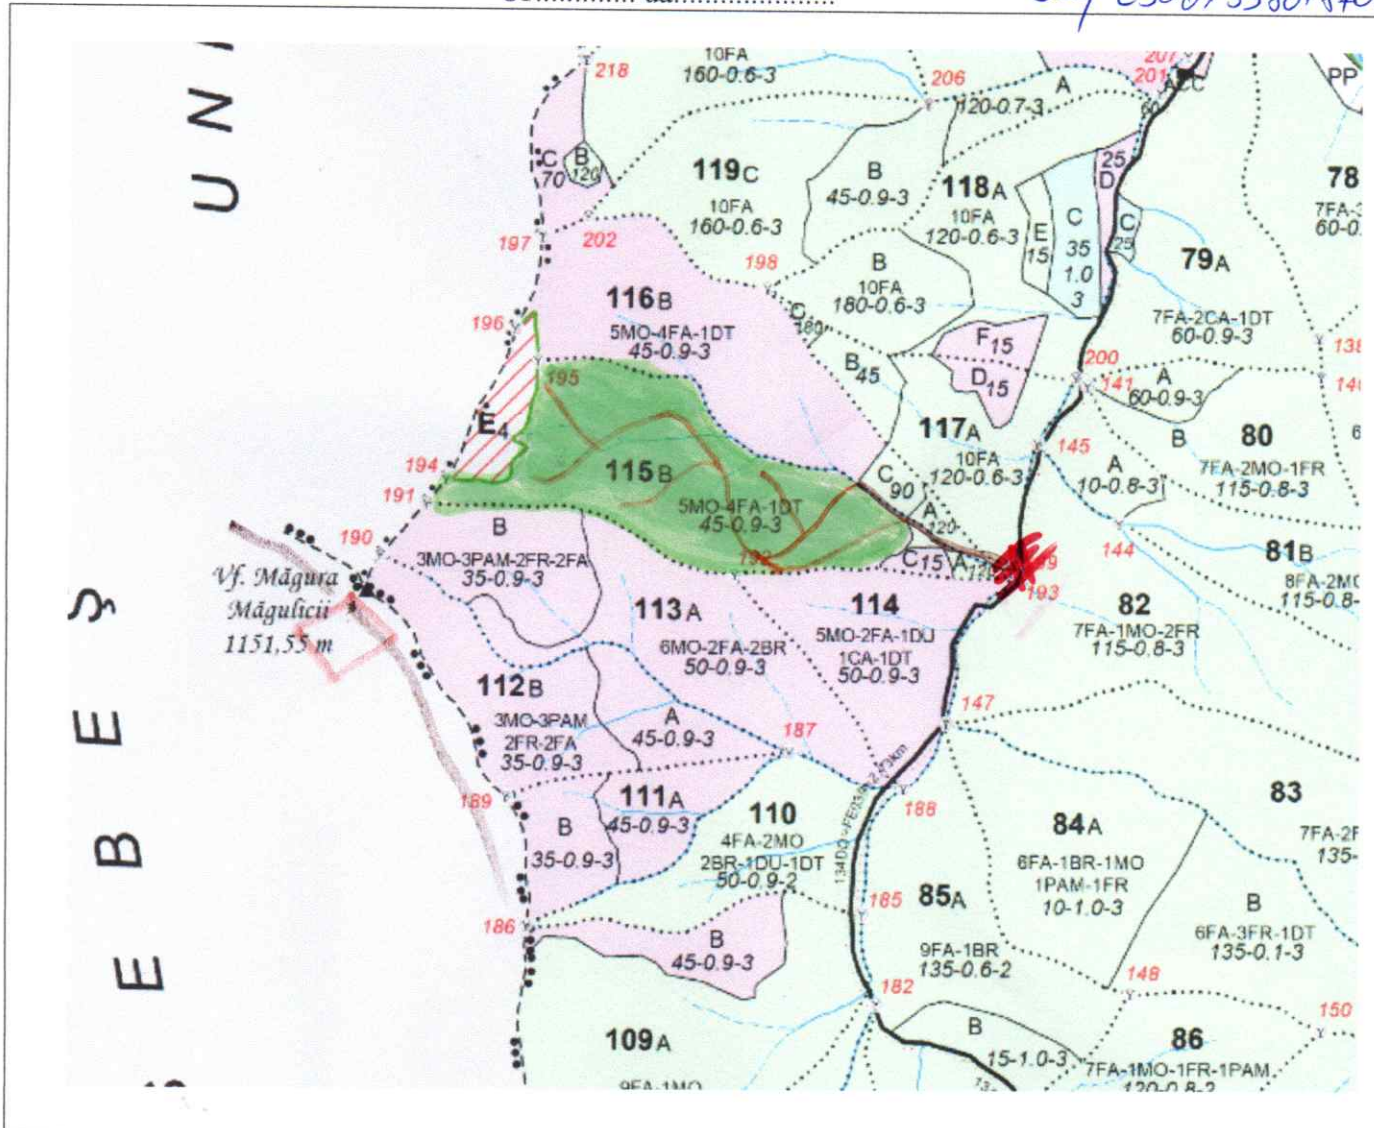 10FA
160-0.6-3
218
206
A
120-0.7-3
207
201
ACC
60
PP
U N
C
70
B
120
119C
10FA
160-0.6-3
B
45-0.9-3
118A
10FA
120-0.6-3
E
15
C
35
1.0
3
25
D
C
25
78
79A
7FA-2CA-1DT
60-0.9-3
197
202
198
116B
5MO-4FA-1DT
45-0.9-3
B
10FA
180-0.6-3
C
180
196
F15
D15
B45
195
200
141
A
60-0.9-3
117A
10FA
120-0.6-3
145
B
80
7FA-2MO-1FR
115-0.8-3
A
10-0.8-3
E4
194
191
115B
5MO-4FA-1DT
45-0.9-3
C90
A
120
144
81B
190
B
3MO-3PAM-2FR-2FA
35-0.9-3
192
C15
A
193
Vf. Măgura
Măgulicii
1151,55 m
S E B E Ş
113A
6MO-2FA-2BR
50-0.9-3
114
5MO-2FA-1DU
1CA-1DT
50-0.9-3
82
7FA-1MO-2FR
115-0.8-3
112B
3MO-3PAM
2FR-2FA
35-0.9-3
A
45-0.9-3
187
147
189
111A
45-0.9-3
B
35-0.9-3
110
4FA-2MO
2BR-1DU-1DT
50-0.9-2
188
84A
6FA-1BR-1MO
1PAM-1FR
10-1.0-3
83
185
85A
9FA-1BR
135-0.6-2
B
6FA-3FR-1DT
135-0.1-3
186
B
45-0.9-3
182
148
150
109A
9FA-1MO
B
15-1.0-3
86
7FA-1MO-1FR-1PAM
120-0.8-2